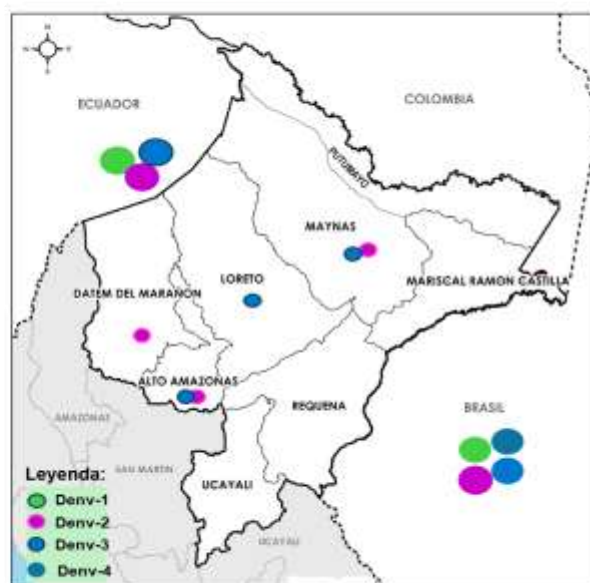 N
W
E
S
ECUADOR
COLOMBIA
PUTUMAYO
MAYNAS
LORETO
MARISCAL RAMON CASTILLA
DATEM DEL MARAÑON
ALTO AMAZONAS
REQUENA
BRASIL
AMAZONAS
SAN MARTIN
UCAYALI
UCAYALI
Leyenda:
Denv-1
Denv-2
Denv-3
Denv-4